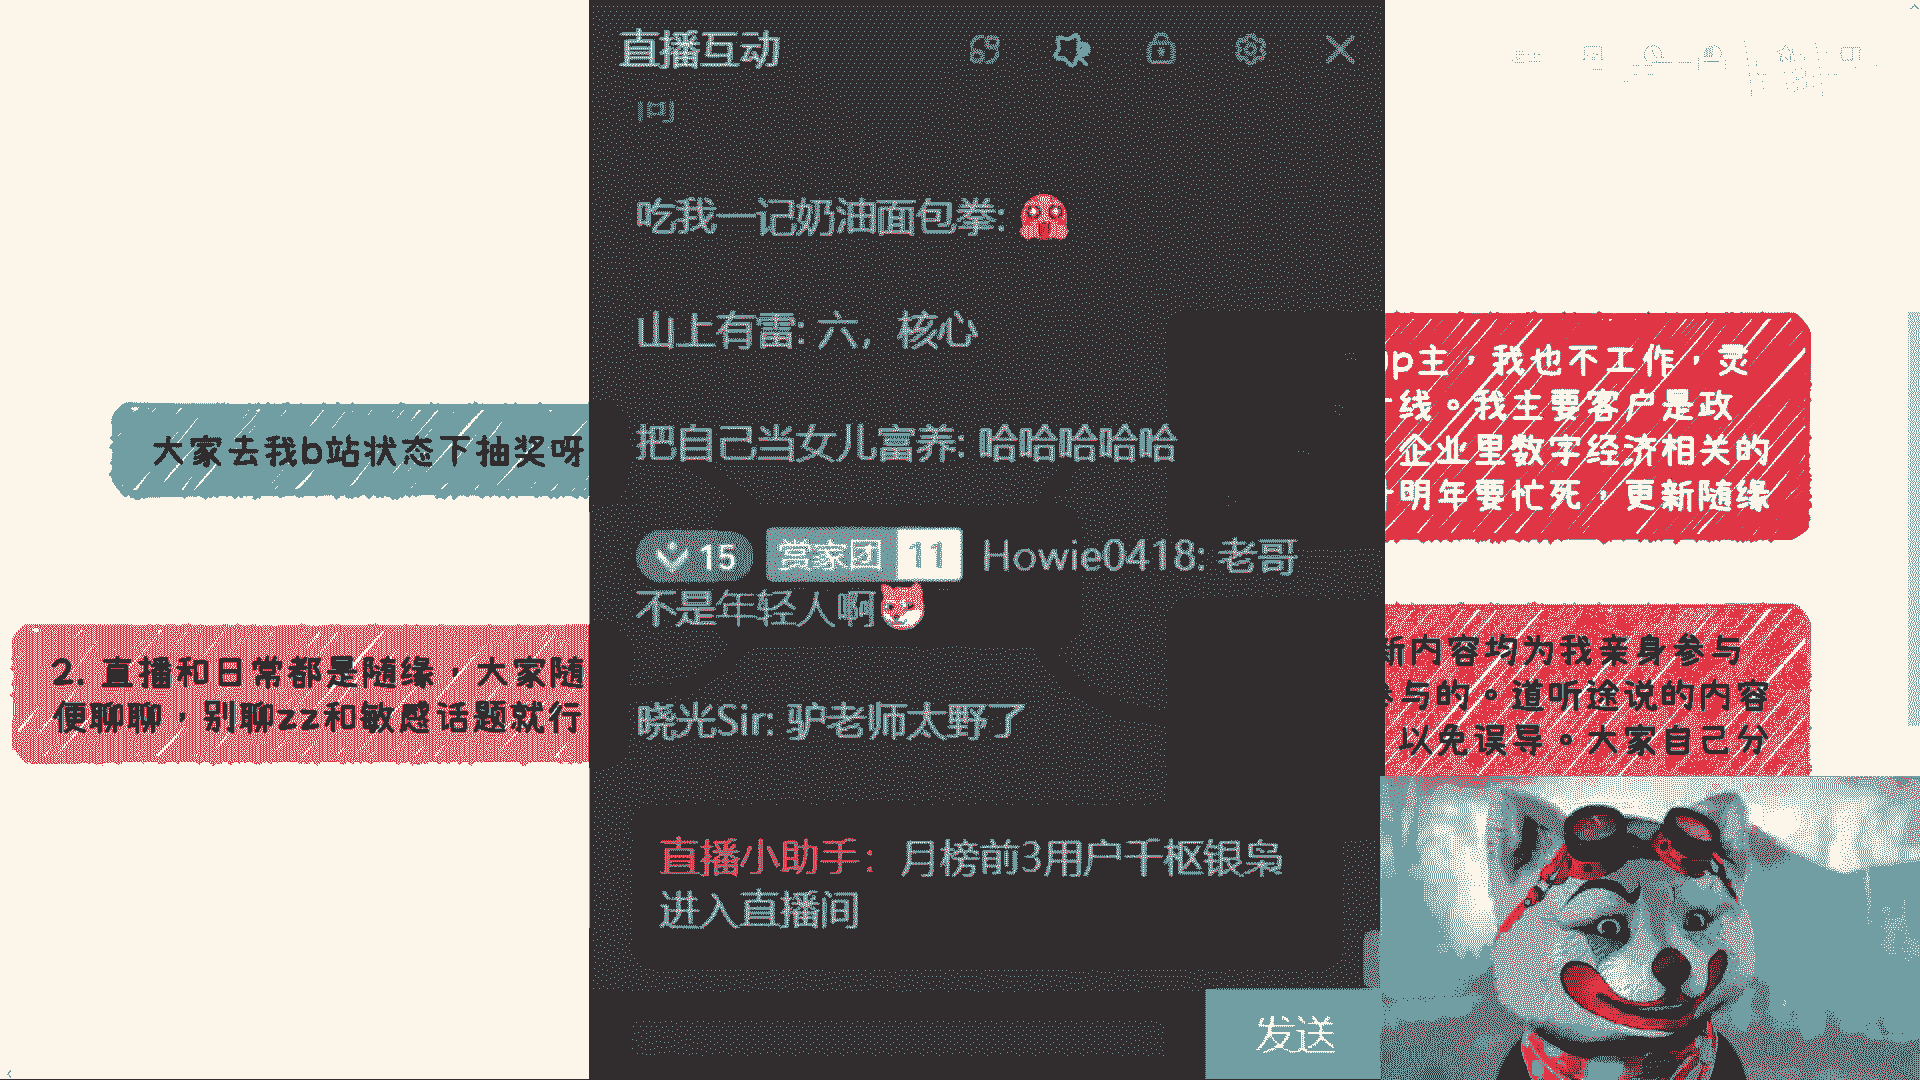 大家去我b站状态下抽奖呀
2. 直播和日常都是随缘，大家随
便聊聊，别聊zz和敏感话题就行
直播互动
吃我一记奶油面包拳:
山上有雷: 六，核心
把自己当女儿富养: 哈哈哈哈哈
15 赏家团 11 Howie0418: 老哥
不是年轻人啊
晓光Sir: 驴老师太野了
直播小助手：月榜前3用户千枢银枭
进入直播间
发送
p主，我也不工作，灵
线。我主要客户是政
企业里数字经济相关的
明年要忙死，更新随缘
新内容均为我亲身参与
参与的。道听途说的内容
以免误导。大家自己分